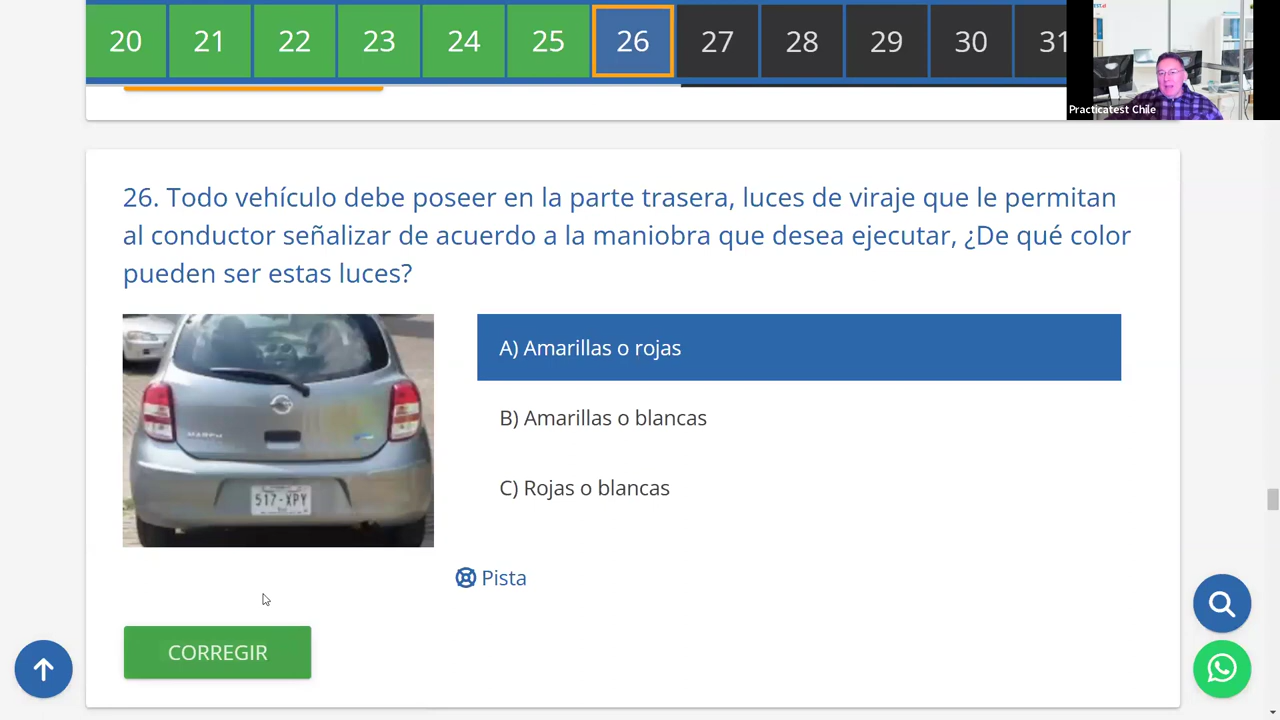 20 21 22 23 24 25 26 27 28 29 30 31
Practicatest Chile
26. Todo vehículo debe poseer en la parte trasera, luces de viraje que le permitan
al conductor señalizar de acuerdo a la maniobra que desea ejecutar, ¿De qué color
pueden ser estas luces?
A) Amarillas o rojas
B) Amarillas o blancas
C) Rojas o blancas
MARCH
517-XPY
Pista
CORREGIR